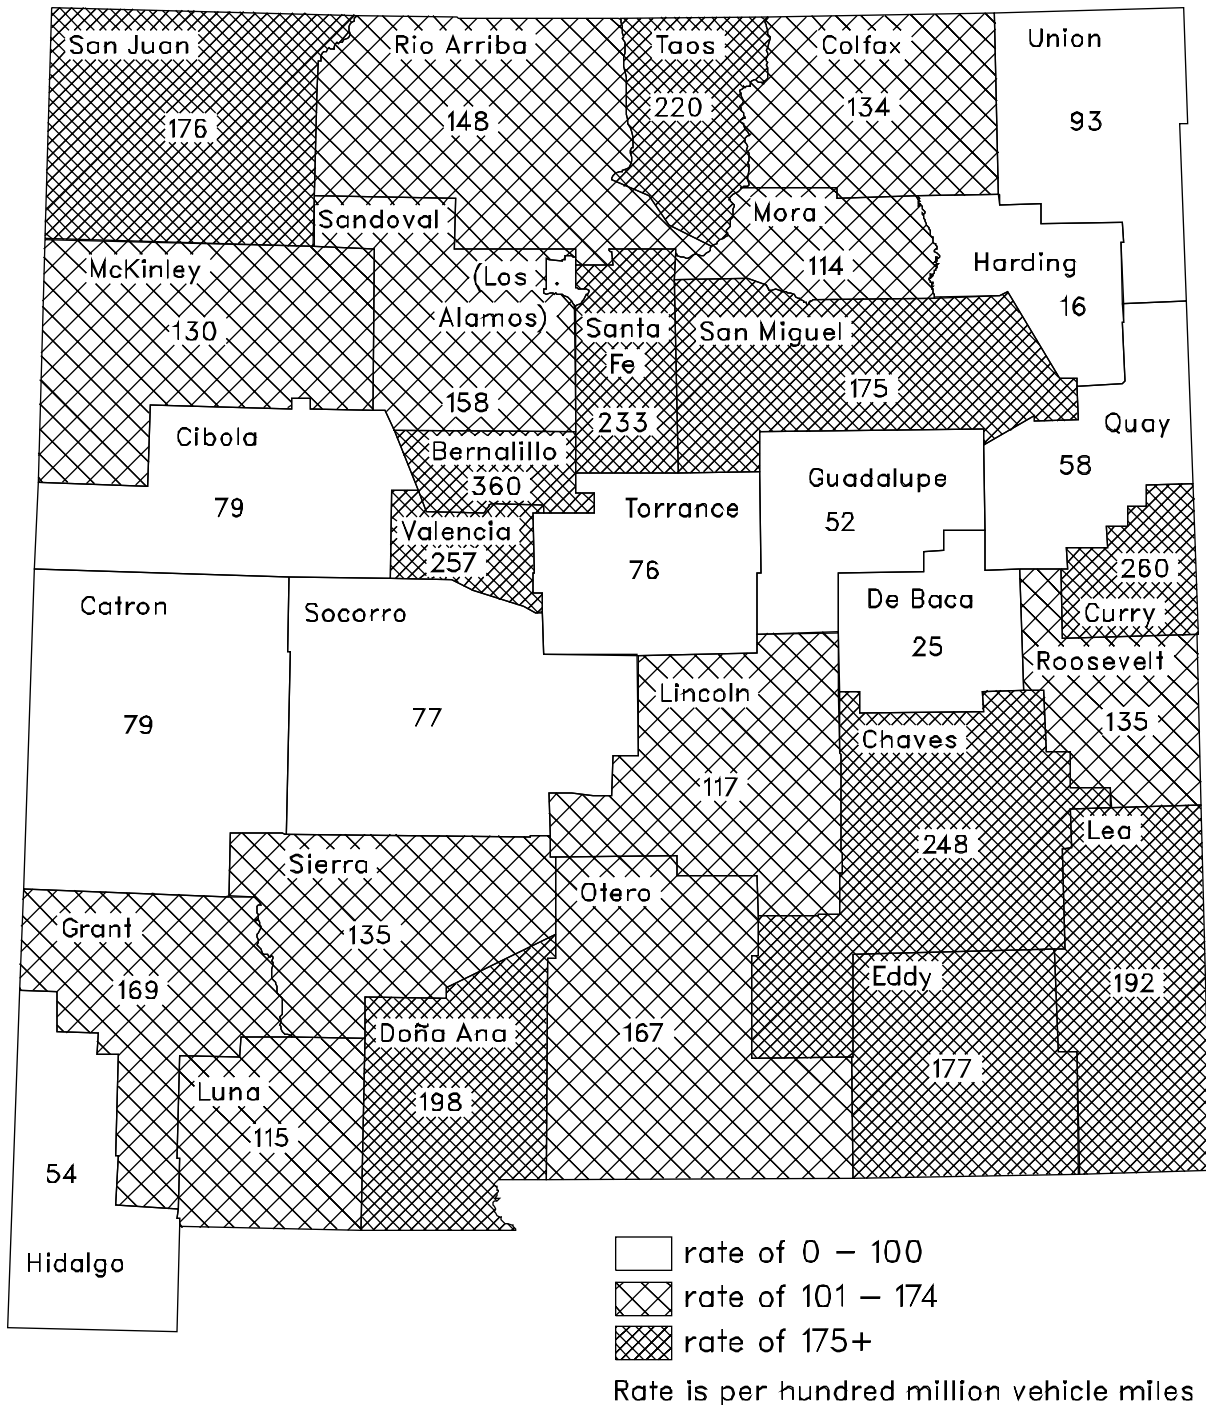 San Juan
176
Rio Arriba
148
Taos
220
Colfax
134
Union
93
Sandoval
158
(Los
Alamos)
Mora
114
Harding
16
McKinley
130
Santa
Fe
233
San Miguel
175
Quay
58
Cibola
79
Bernalillo
360
Valencia
257
Torrance
76
Guadalupe
52
De Baca
25
260
Curry
Roosevelt
135
Catron
79
Socorro
77
Lincoln
117
Chaves
248
Lea
192
Sierra
135
Otero
167
Grant
169
Doña Ana
198
Eddy
177
Luna
115
54
Hidalgo
rate of 0 – 100
rate of 101 – 174
rate of 175+
Rate is per hundred million vehicle miles